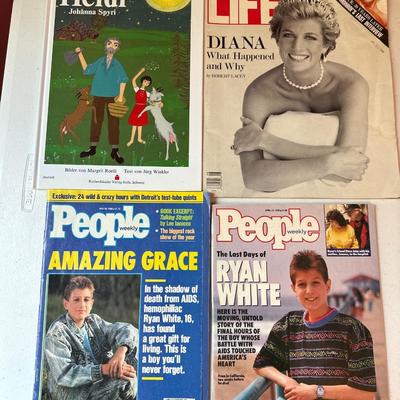 Heidi
Johanna Spyri
Bilder von Margrit Roelli Text von Jürg Winkler
LIFE
DIANA
What Happened
and Why
by ROBERT LACEY
LAST INTERVIEW
Exclusive: 24 wild & crazy hours with Detroit's test-tube quints
People
weekly
BOOK EXCERPT:
Talking Straight
by Lee Iacocca
The biggest rock
show of the year
AMAZING GRACE
In the shadow of
death from AIDS,
hemophiliac
Ryan White, 16,
has found
a great gift for
living. This is
a boy you'll
never forget.
People
weekly
The Last Days of
RYAN
WHITE
HERE IS THE
MOVING, UNTOLD
STORY OF THE
FINAL HOURS OF
THE BOY WHOSE
BATTLE WITH
AIDS TOUCHED
AMERICA'S
HEART